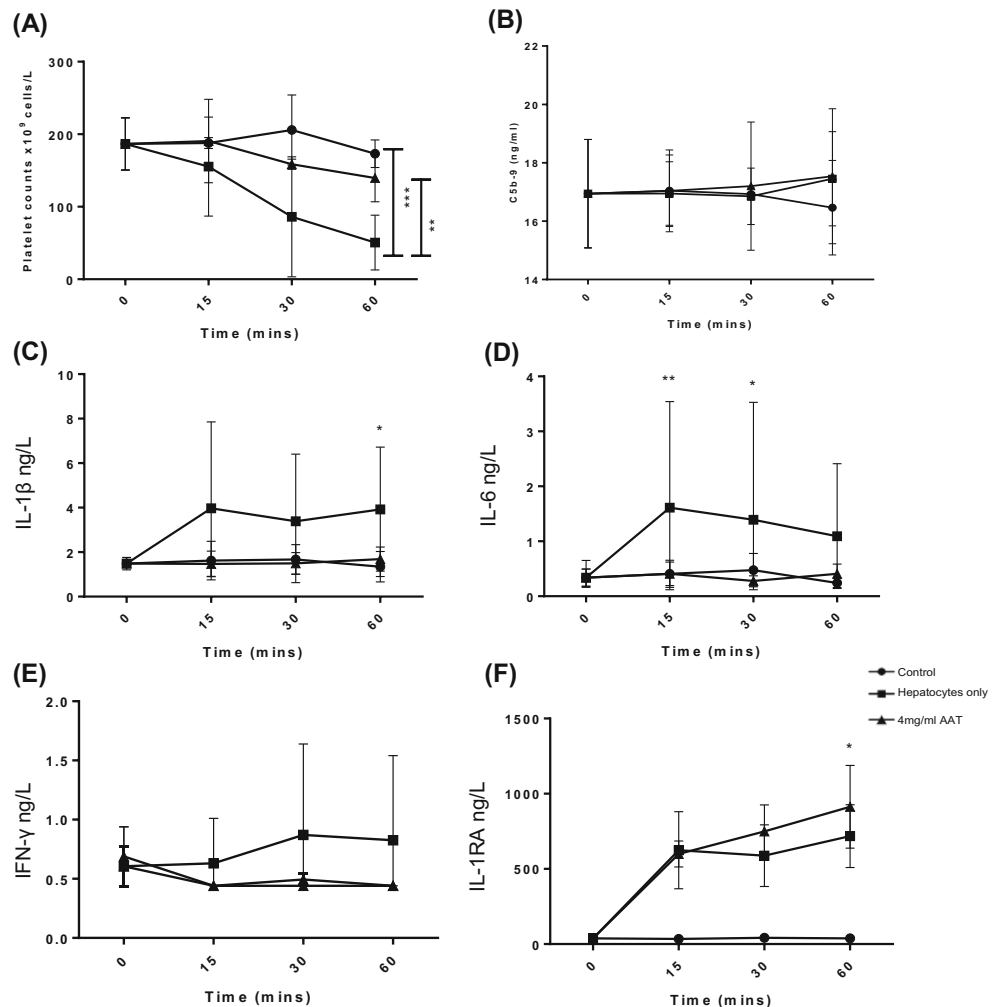 (A)
Platelet counts x10⁹ cells/L
300
200
100
0
0 15 30 60
Time (mins)
***
**
(B)
C5b-9 (ng/ml)
22
20
18
16
14
0 15 30 60
Time (mins)
(C)
IL-1β ng/L
10
8
6
4
2
0
*
0 15 30 60
Time (mins)
(D)
IL-6 ng/L
4
3
2
1
0
** *
0 15 30 60
Time (mins)
(E)
IFN-γ ng/L
2.0
1.5
1.0
0.5
0.0
0 15 30 60
Time (mins)
(F)
Control
Hepatocytes only
4mg/ml AAT
IL-1RA ng/L
1500
1000
500
0
*
0 15 30 60
Time (mins)